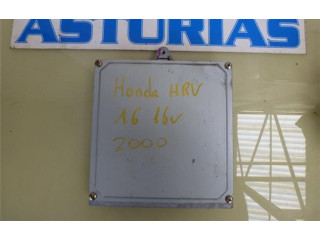 ASTURIAS
Honda HRV
1.6 16v
2000